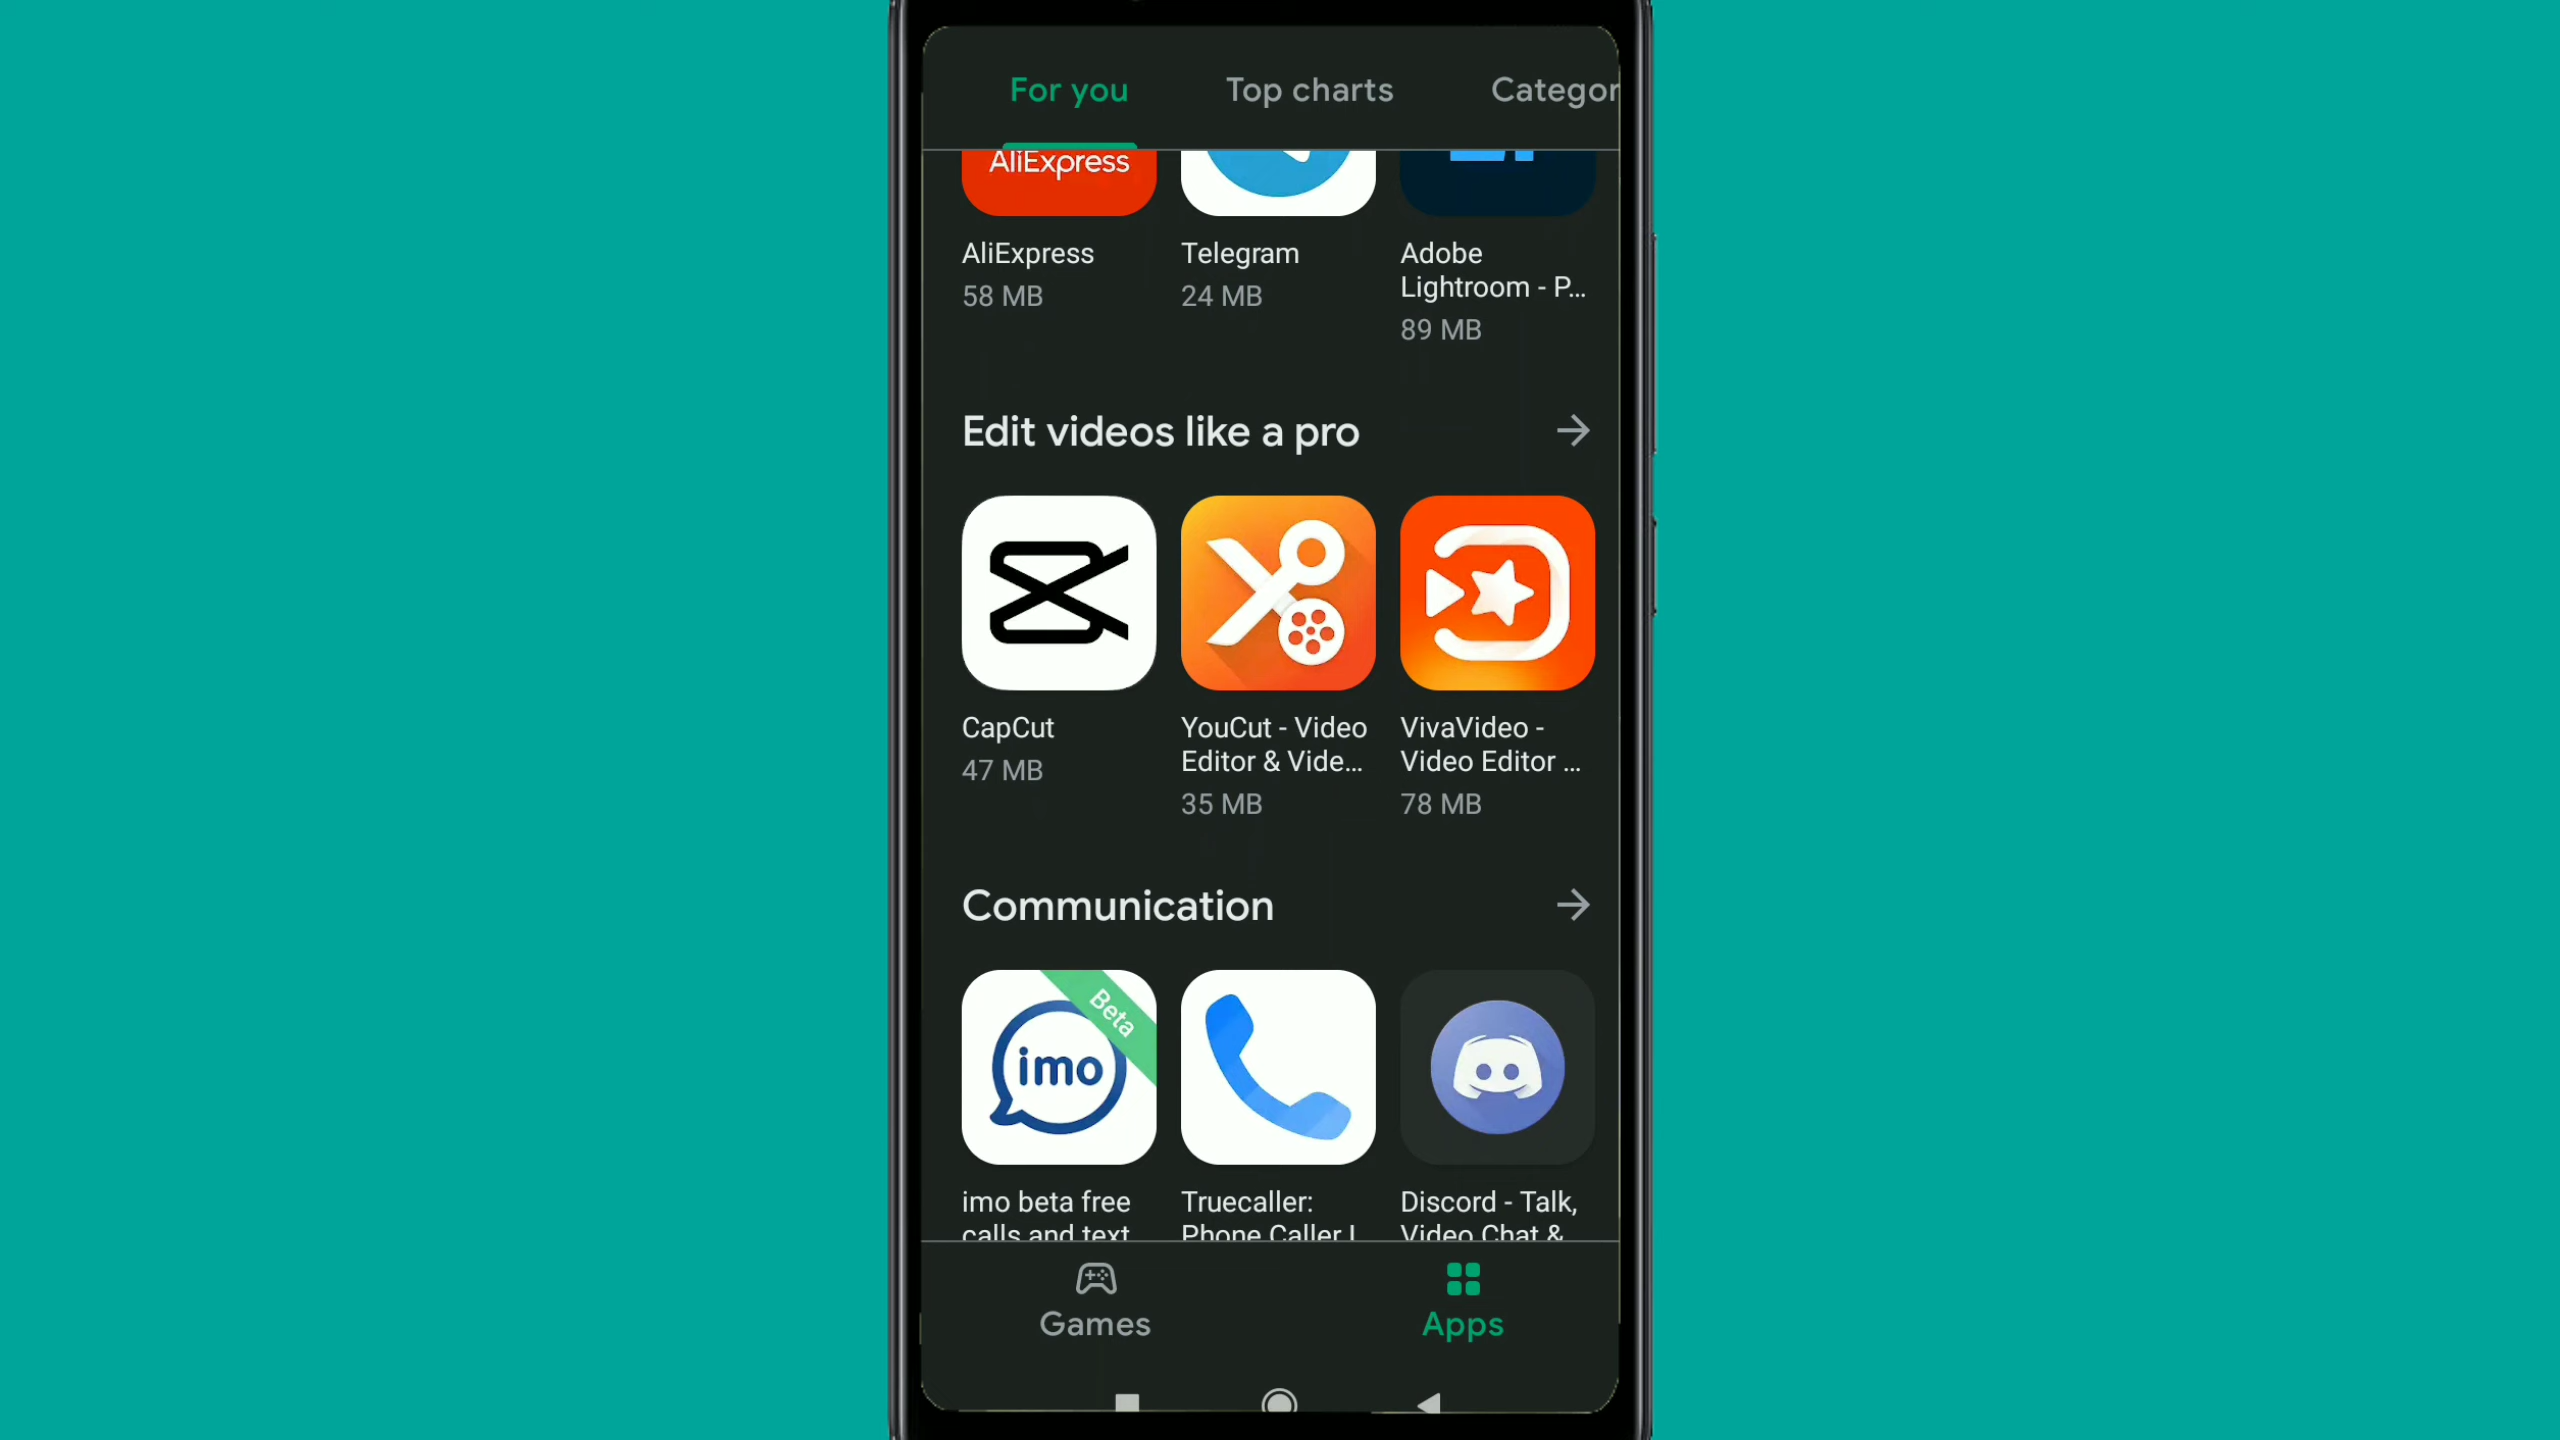 For you Top charts Categor
AliExpress
AliExpress Telegram Adobe
Lightroom - P...
58 MB 24 MB
89 MB
Edit videos like a pro
CapCut YouCut - Video VivaVideo -
Editor & Vide... Video Editor ...
47 MB
35 MB 78 MB
Communication
Beta
imo
imo beta free Truecaller: Discord - Talk,
calls and text Phone Caller I Video Chat &
Games Apps